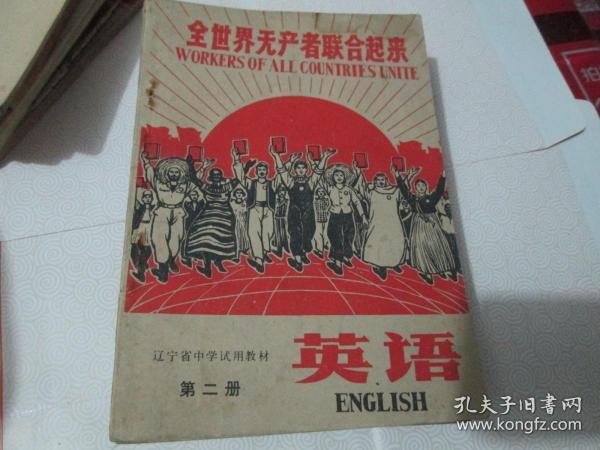 全世界无产者联合起来
WORKERS OF ALL COUNTRIES UNITE
辽宁省中学试用教材
第二册
英语
ENGLISH
孔夫子旧书网
www.kongfz.com